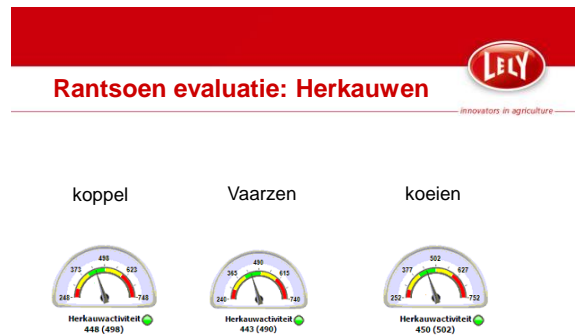 LELY
Rantsoen evaluatie: Herkauwen
innovators in agriculture
koppel Vaarzen koeien
498 490 502
373 623 365 615 377 627
248 748 240 740 252 752
Herkauwactiviteit Herkauwactiviteit Herkauwactiviteit
448 (498) 443 (490) 450 (502)